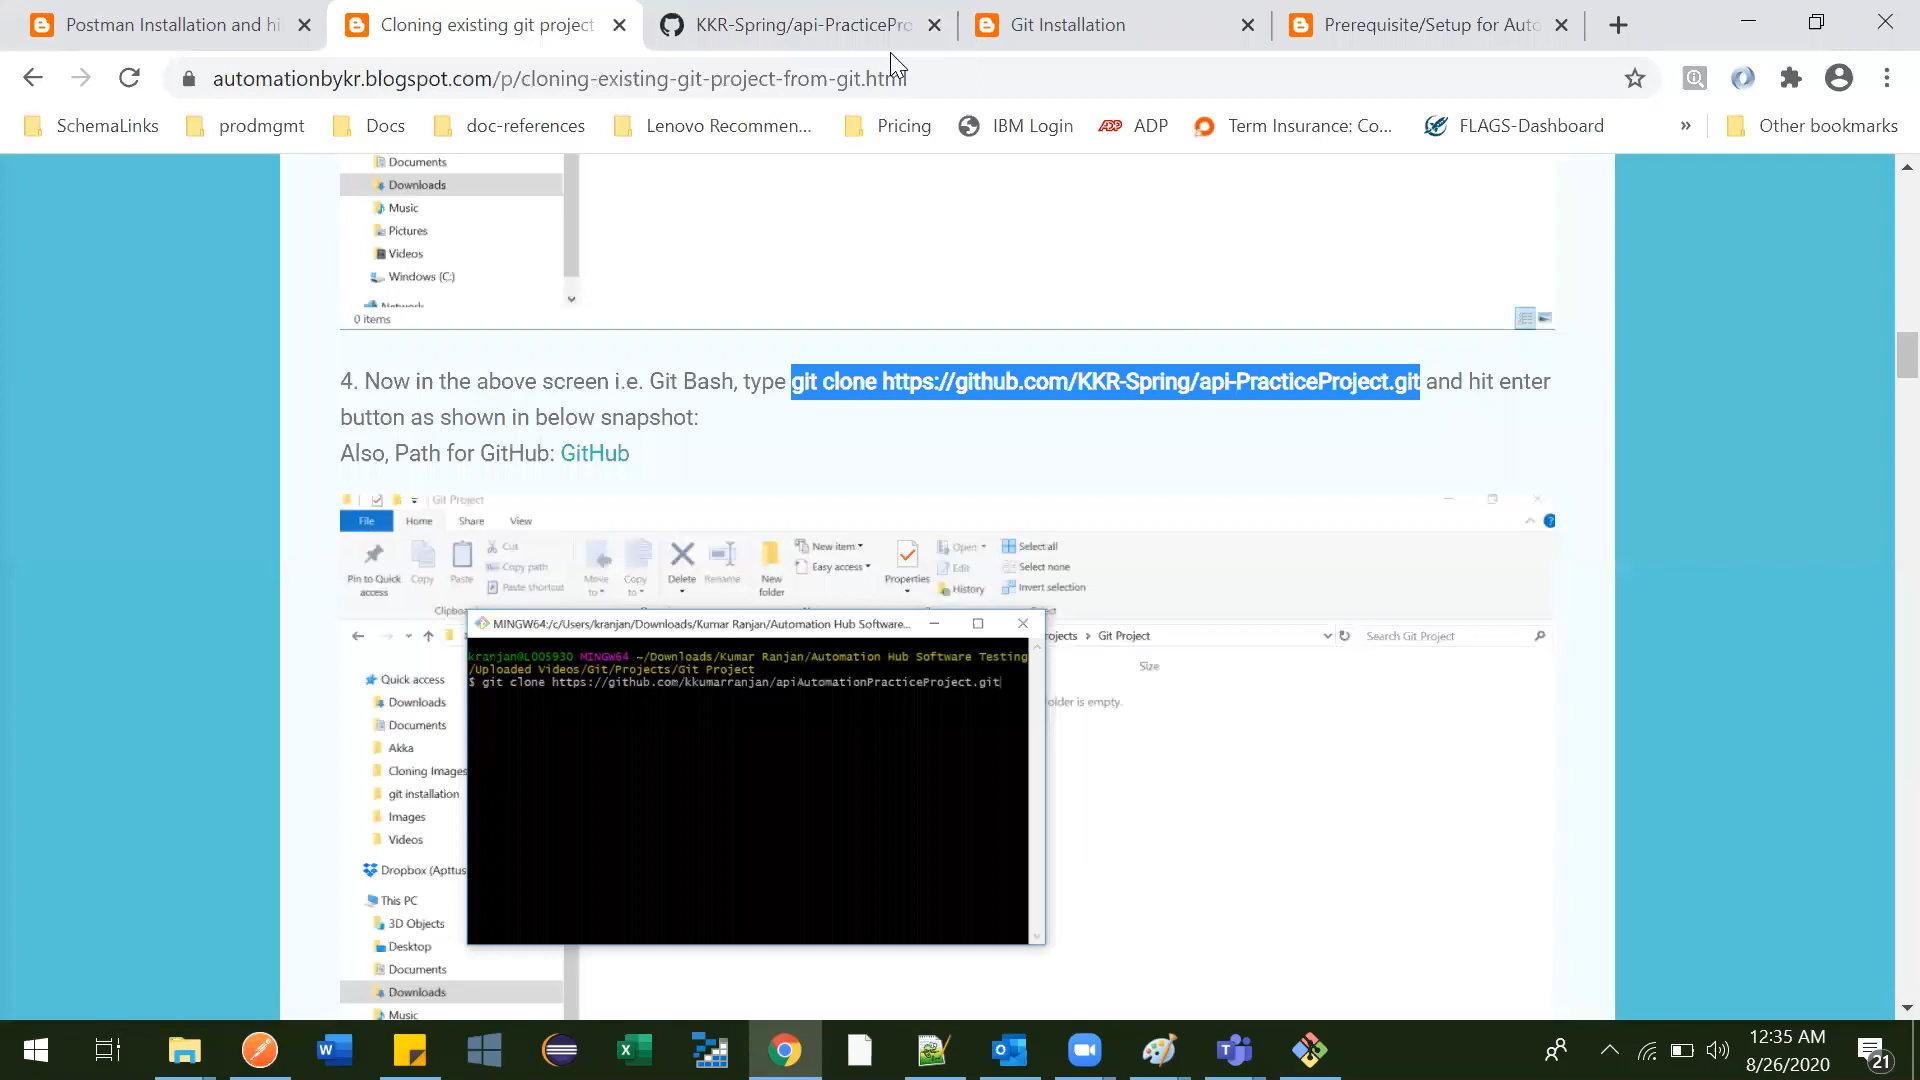 Postman Installation and hi
Cloning existing git project
KKR-Spring/api-PracticePro
Git Installation
Prerequisite/Setup for Auto
automationbykr.blogspot.com/p/cloning-existing-git-project-from-git.html
SchemaLinks
prodmgmt
Docs
doc-references
Lenovo Recommen...
Pricing
IBM Login
ADP
ADP
Term Insurance: Co...
FLAGS-Dashboard
»
Other bookmarks
Documents
Downloads
Music
Pictures
Videos
Windows (C:)
Network
0 items
4. Now in the above screen i.e. Git Bash, type git clone https://github.com/KKR-Spring/api-PracticeProject.git and hit enter
button as shown in below snapshot:
Also, Path for GitHub: GitHub
Git Project
File
Home
Share
View
Pin to Quick access
Copy
Paste
Cut
Copy path
Paste shortcut
Move to
Copy to
Delete
Rename
New folder
New item
Easy access
Properties
Open
Edit
History
Select all
Select none
Invert selection
Clipbo
ect
MINGW64:/c/Users/kranjan/Downloads/Kumar Ranjan/Automation Hub Software...
ojects › Git Project
Search Git Project
kranjan@L005930 MINGW64 ~/Downloads/Kumar Ranjan/Automation Hub Software Testing
/Uploaded Videos/Git/Projects/Git Project
$ git clone https://github.com/kkumarranjan/apiAutomationPracticeProject.git
Size
older is empty.
Quick access
Downloads
Documents
Akka
Cloning Images
git installation
Images
Videos
Dropbox (Apttus
This PC
3D Objects
Desktop
Documents
Downloads
Music
12:35 AM
8/26/2020
21